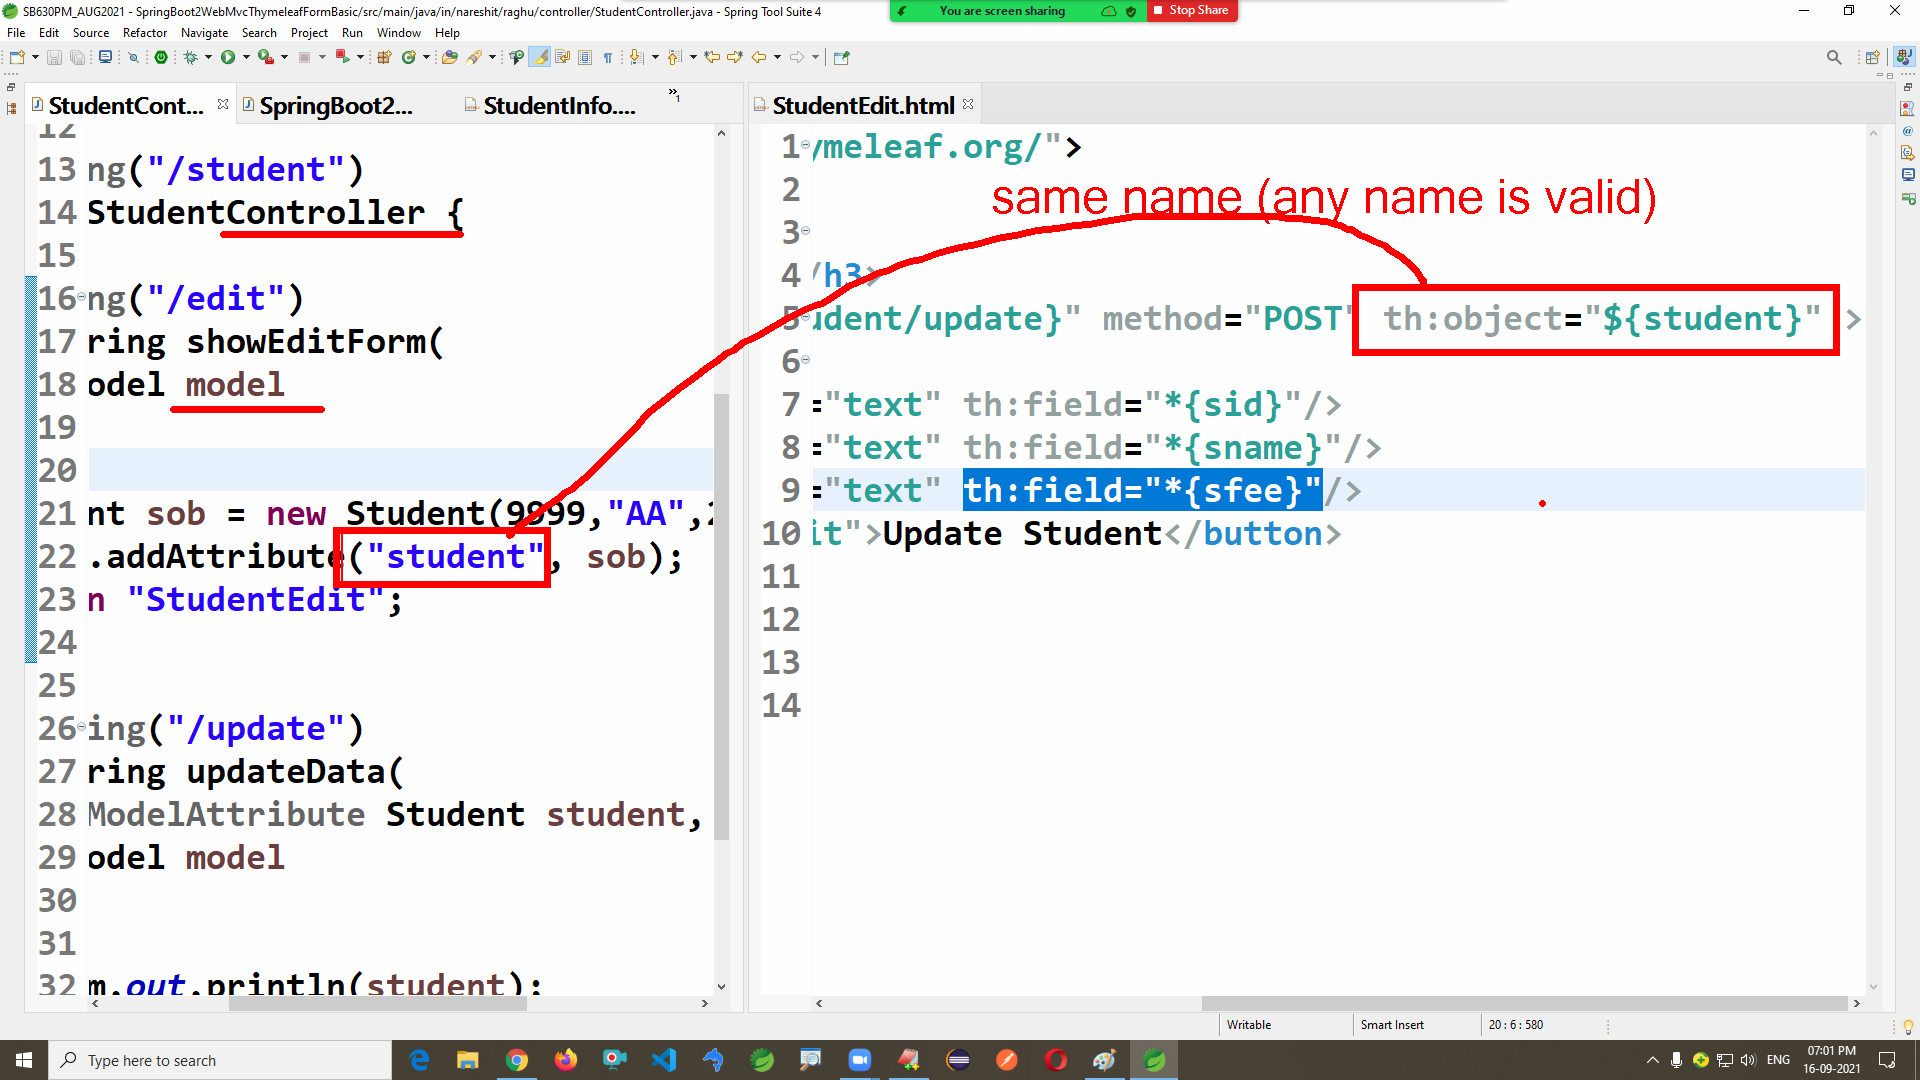 SB630PM_AUG2021 - SpringBoot2WebMvcThymeleafFormBasic/src/main/java/in/nareshit/raghu/controller/StudentController.java - Spring Tool Suite 4
You are screen sharing
Stop Share
File Edit Source Refactor Navigate Search Project Run Window Help
StudentCont...
SpringBoot2...
StudentInfo....
»1
12
13 ng("/student")
14 StudentController {
15
16 ng("/edit")
17 ring showEditForm(
18 odel model
19
20
21 nt sob = new Student(9999,"AA",2
22 .addAttribute("student", sob);
23 n "StudentEdit";
24
25
26 ing("/update")
27 ring updateData(
28 ModelAttribute Student student,
29 odel model
30
31
32 m.out.println(student);
StudentEdit.html
1 ymeleaf.org/">
2
same name (any name is valid)
3
4 /h3>
5 udent/update}" method="POST" th:object="${student}" >
6
7 ="text" th:field="*{sid}"/>
8 ="text" th:field="*{sname}"/>
9 ="text" th:field="*{sfee}"/>
10 it">Update Student</button>
11
12
13
14
Writable
Smart Insert
20 : 6 : 580
Type here to search
ENG
07:01 PM
16-09-2021